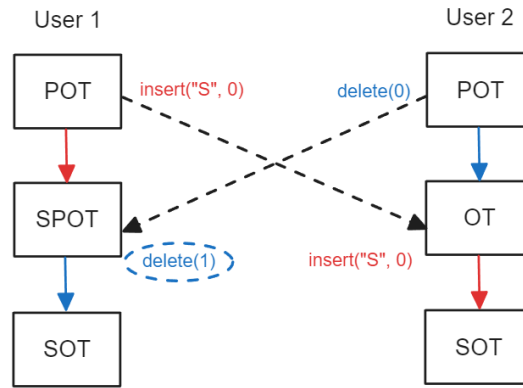 User 1
User 2
POT
insert("S", 0)
delete(0)
POT
SPOT
OT
delete(1)
insert("S", 0)
SOT
SOT